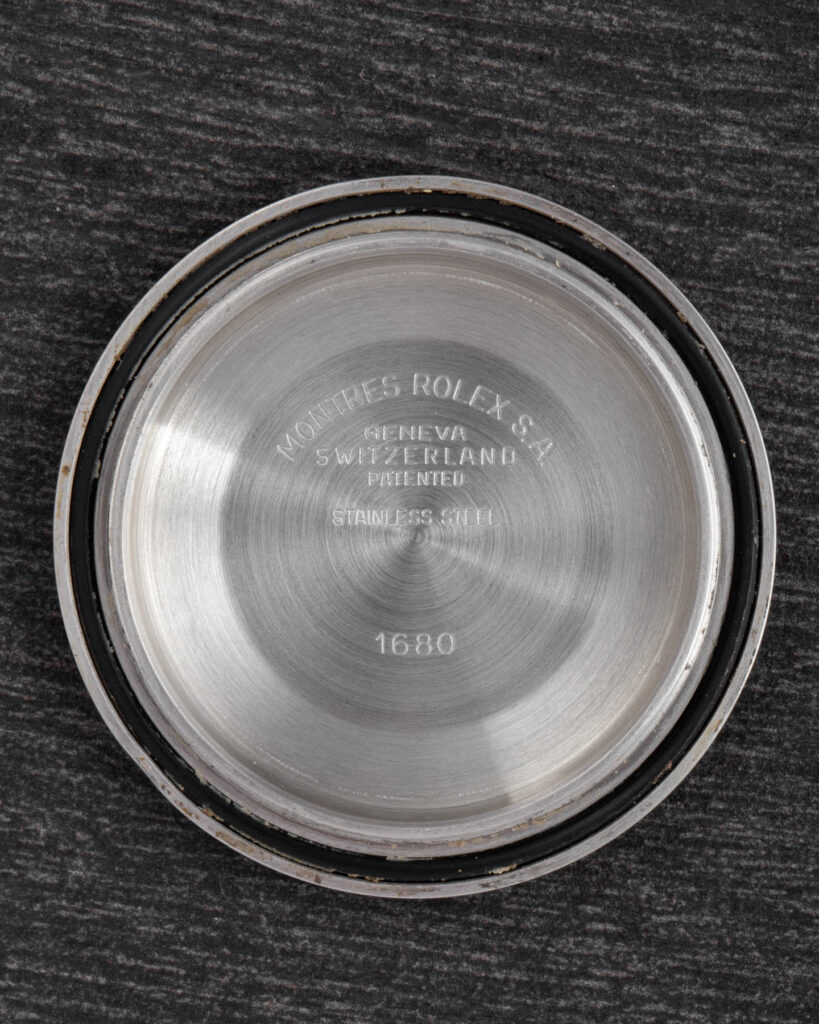 MONTRES ROLEX S.A.
GENEVA
SWITZERLAND
PATENTED
STAINLESS STEEL
1680